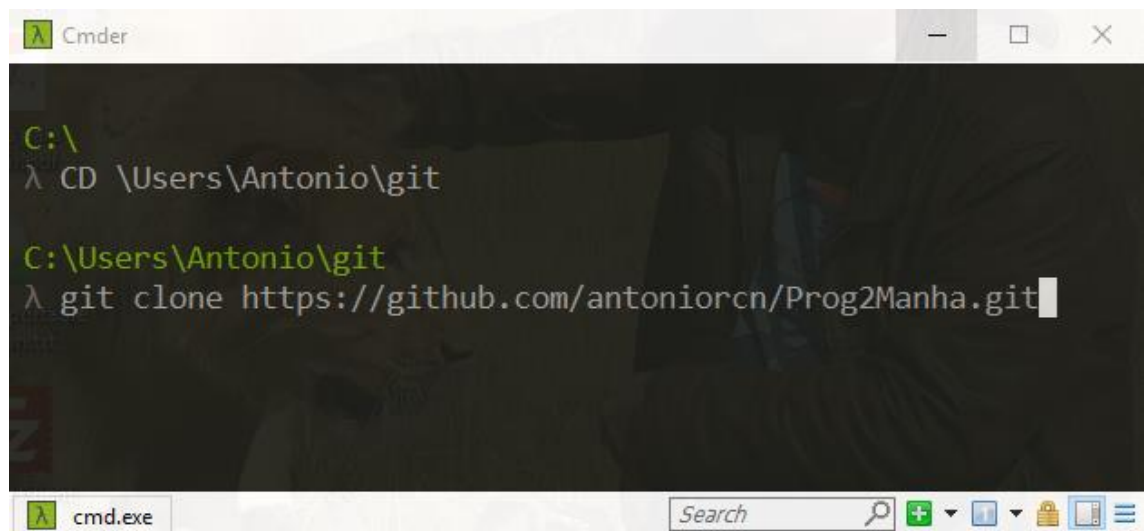 λ Cmder
C:\
λ CD \Users\Antonio\git
C:\Users\Antonio\git
λ git clone https://github.com/antoniorcn/Prog2Manha.git
λ cmd.exe
Search